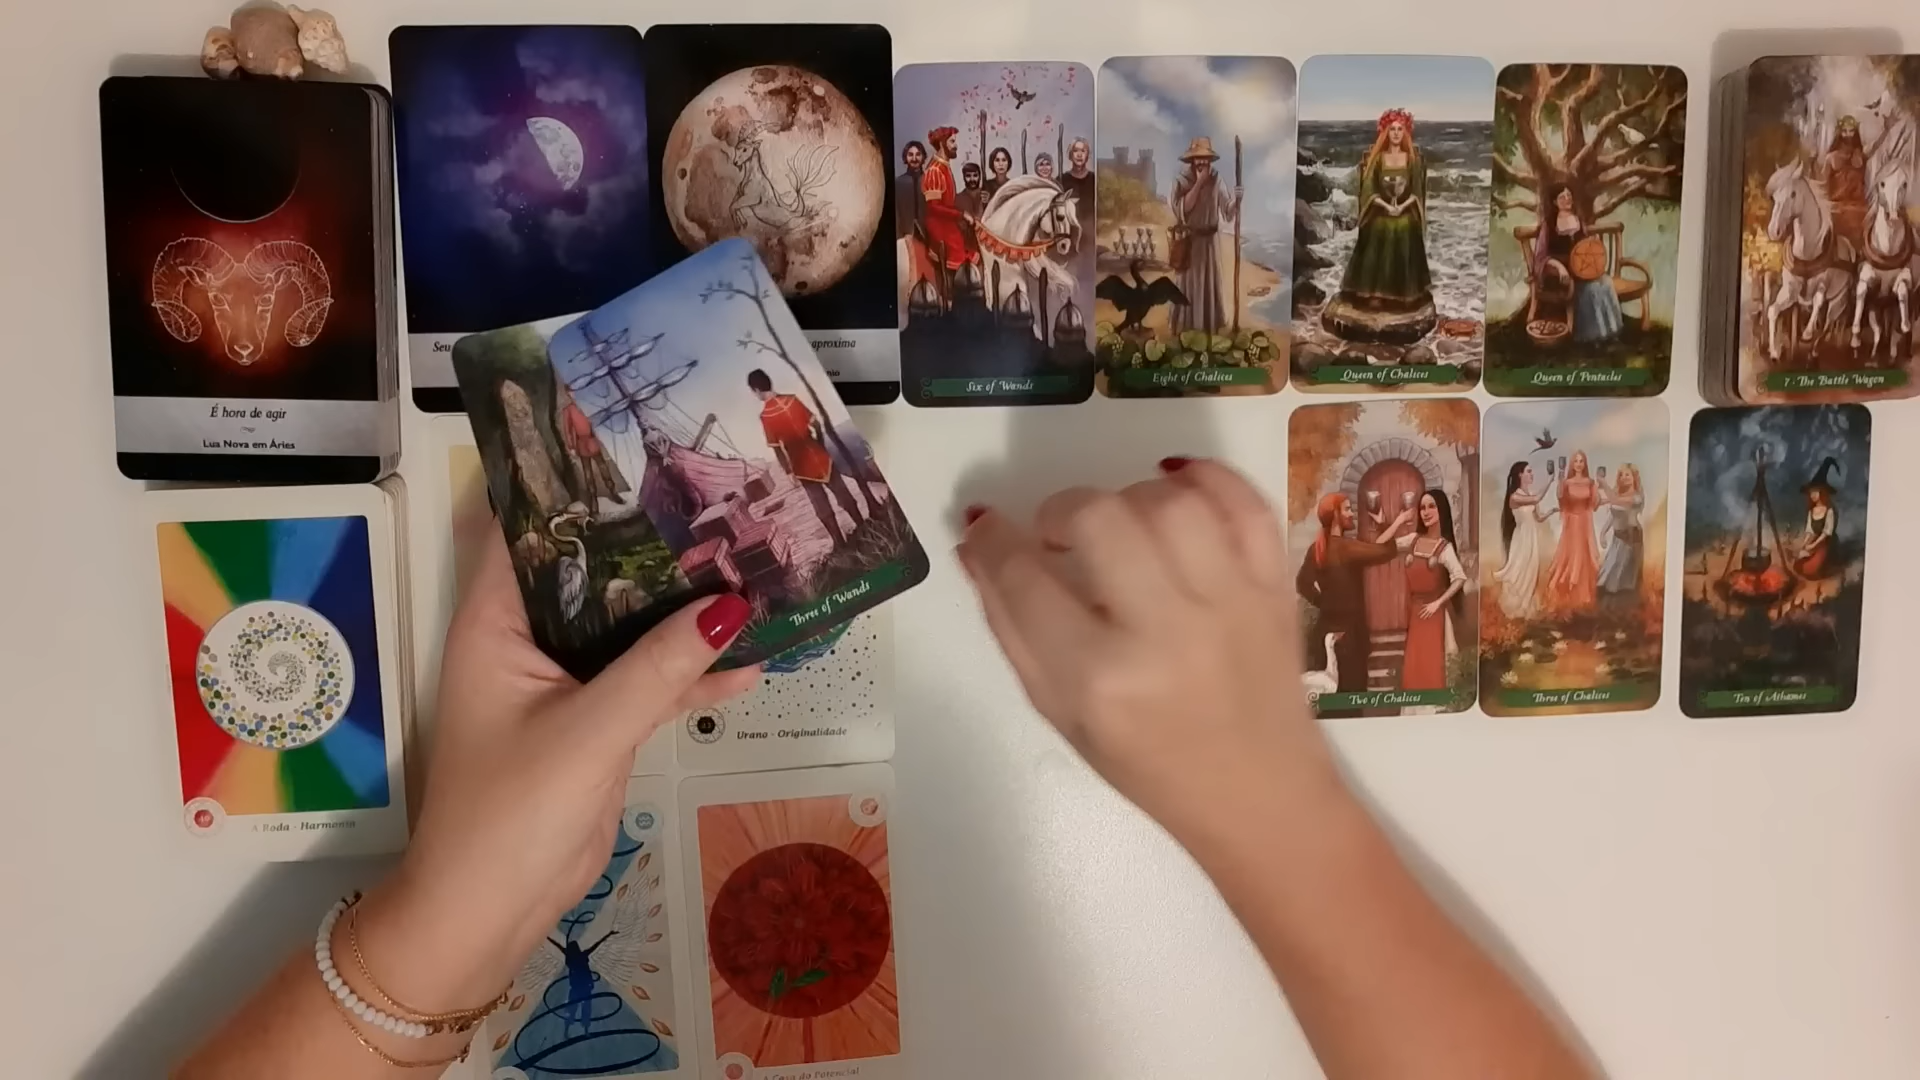 É hora de agir
Lua Nova em Áries
Seu
aproxima
Six of Wands
Eight of Chalices
Queen of Chalices
Queen of Pentacles
7 · The Battle Wagon
Three of Wands
Two of Chalices
Three of Chalices
Ten of Athames
Urano - Originalidade
A Roda - Harmonia
A Casa do Potencial